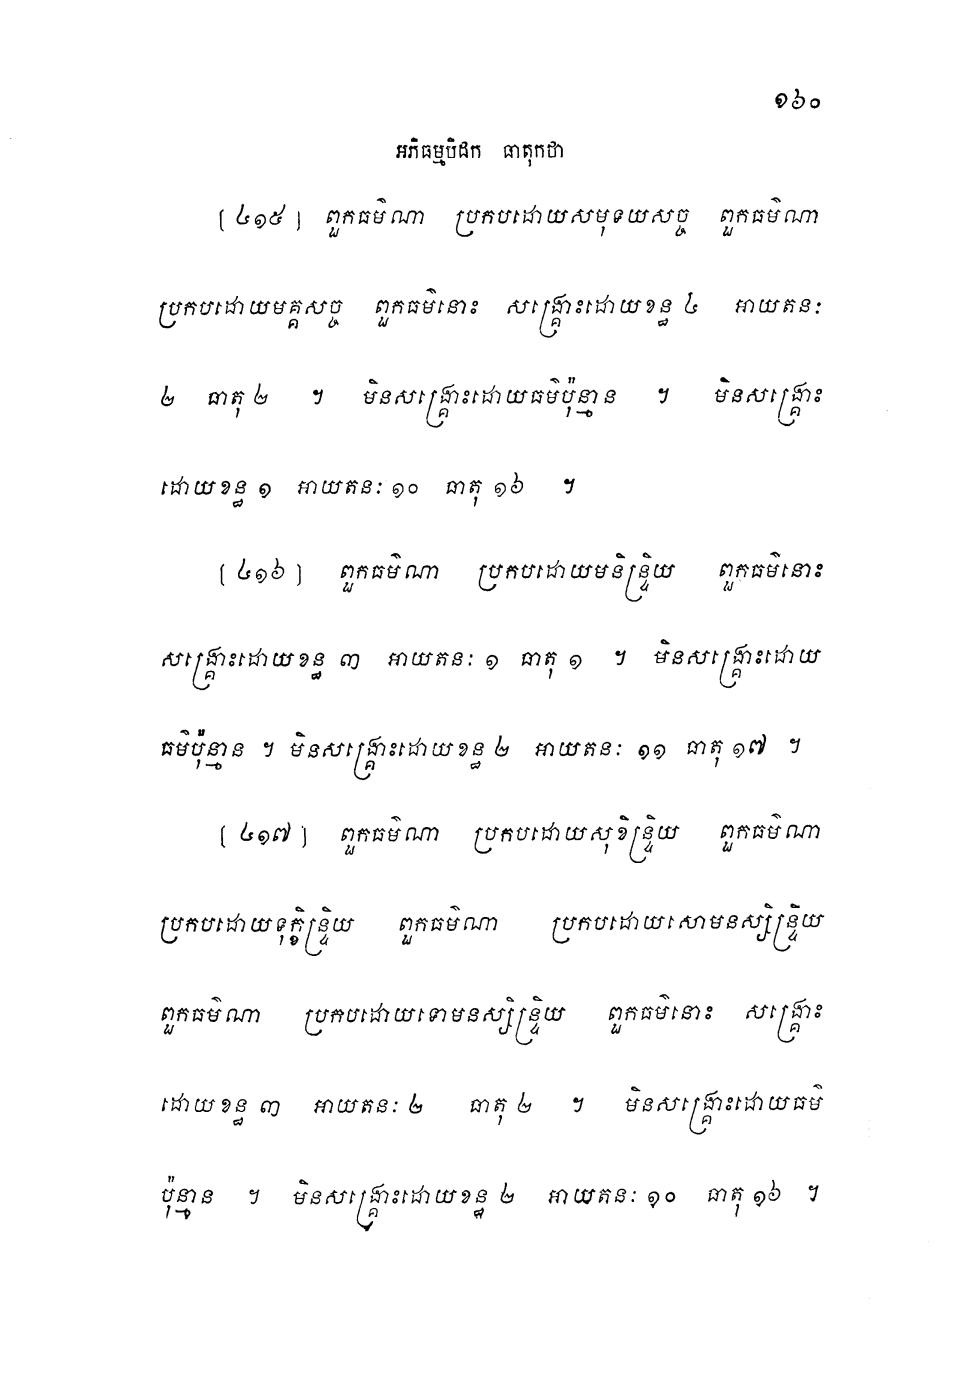 ១៦០
អភិធម្មបិដក ធាតុកថា
[៤១៥] ពួកធម៌ណា ប្រកបដោយសមុទយសច្ច ពួកធម៌ណា
ប្រកបដោយមគ្គសច្ច ពួកធម៌នោះ សង្គ្រោះដោយខន្ធ ៤ អាយតនៈ
២ ធាតុ ២ ។ មិនសង្គ្រោះដោយធម៌ប៉ុន្មាន ។ មិនសង្គ្រោះ
ដោយខន្ធ ១ អាយតនៈ ១០ ធាតុ ១៦ ។
[៤១៦] ពួកធម៌ណា ប្រកបដោយមនិន្ទ្រិយ ពួកធម៌នោះ
សង្គ្រោះដោយខន្ធ ៣ អាយតនៈ ១ ធាតុ ១ ។ មិនសង្គ្រោះដោយ
ធម៌ប៉ុន្មាន ។ មិនសង្គ្រោះដោយខន្ធ ២ អាយតនៈ ១១ ធាតុ ១៧ ។
[៤១៧] ពួកធម៌ណា ប្រកបដោយសុខិន្ទ្រិយ ពួកធម៌ណា
ប្រកបដោយទុក្ខិន្ទ្រិយ ពួកធម៌ណា ប្រកបដោយសោមនស្សិន្ទ្រិយ
ពួកធម៌ណា ប្រកបដោយទោមនស្សិន្ទ្រិយ ពួកធម៌នោះ សង្គ្រោះ
ដោយខន្ធ ៣ អាយតនៈ ២ ធាតុ ២ ។ មិនសង្គ្រោះដោយធម៌
ប៉ុន្មាន ។ មិនសង្គ្រោះដោយខន្ធ ២ អាយតនៈ ១០ ធាតុ ១៦ ។